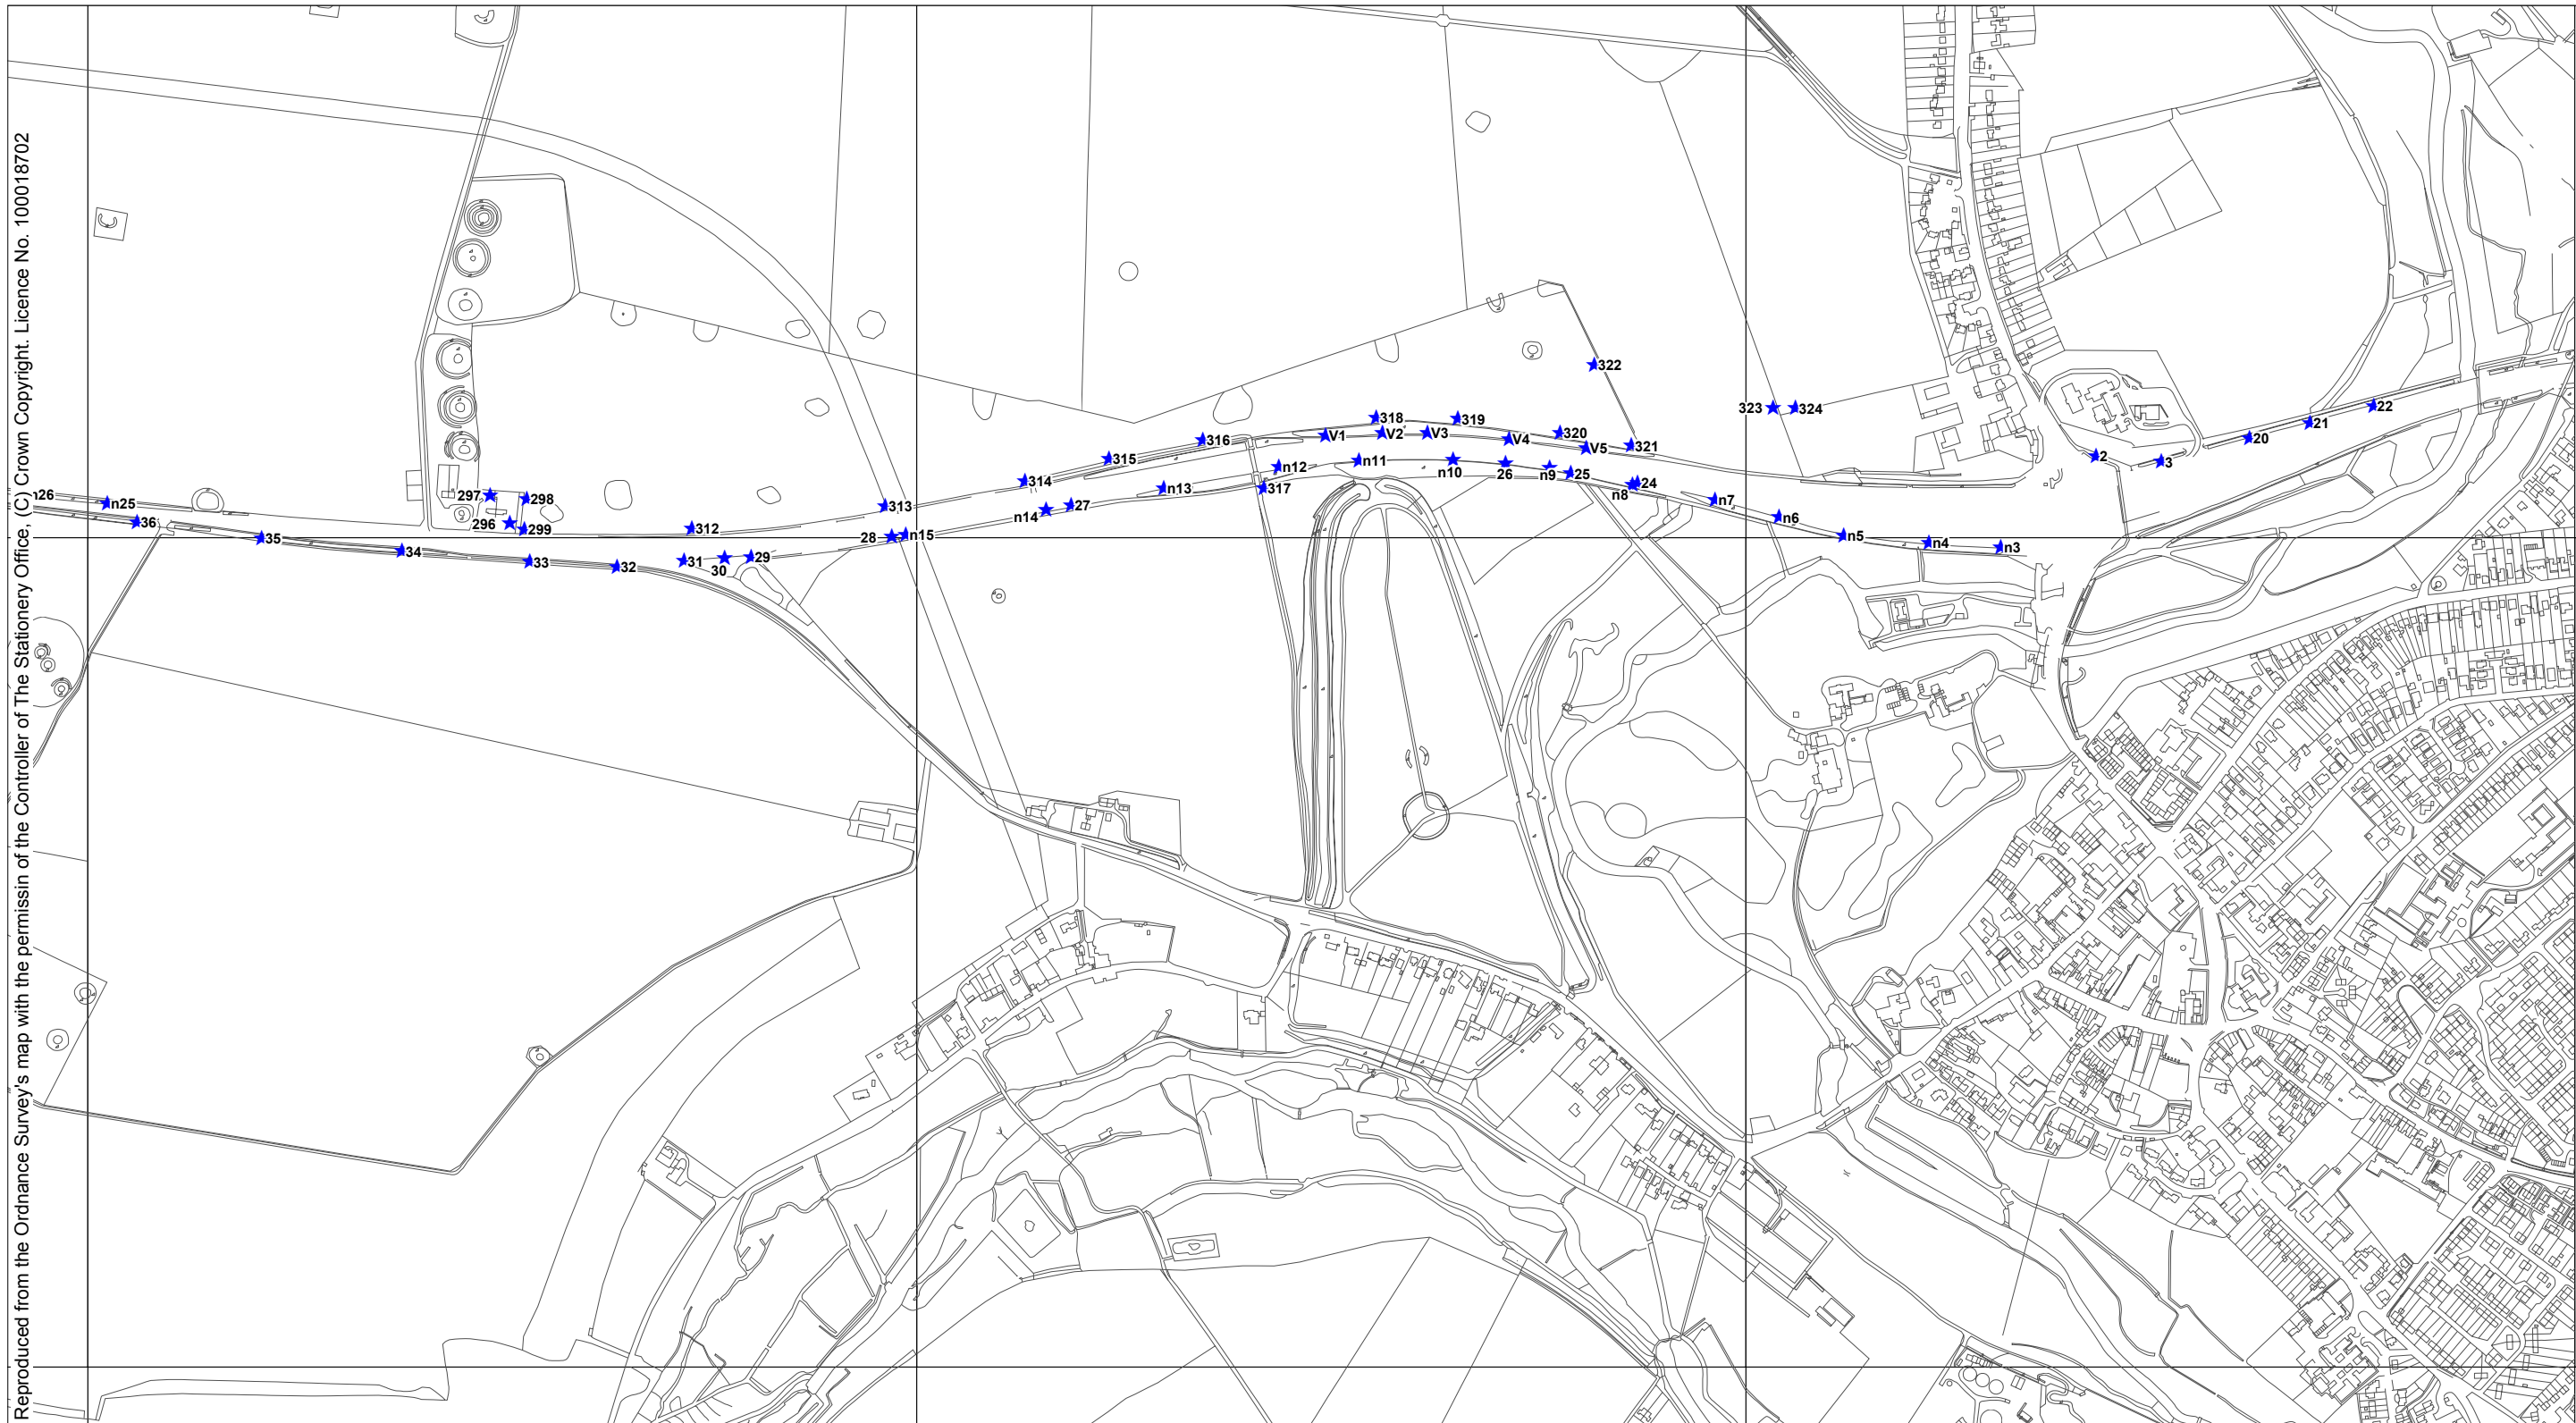 Reproduced from the Ordnance Survey's map with the permissin of the Controller of The Stationery Office, (C) Crown Copyright. Licence No. 100018702
322
323
324
318
319
22
21
316
V1
V2
V3
V4
320
V5
321
20
2
3
315
n12
n11
n10
26
n9
25
314
n13
317
n8
24
n26
n25
297
298
313
n14
27
n7
36
296
299
312
n6
35
28
n15
n5
n4
n3
34
33
32
31
30
29